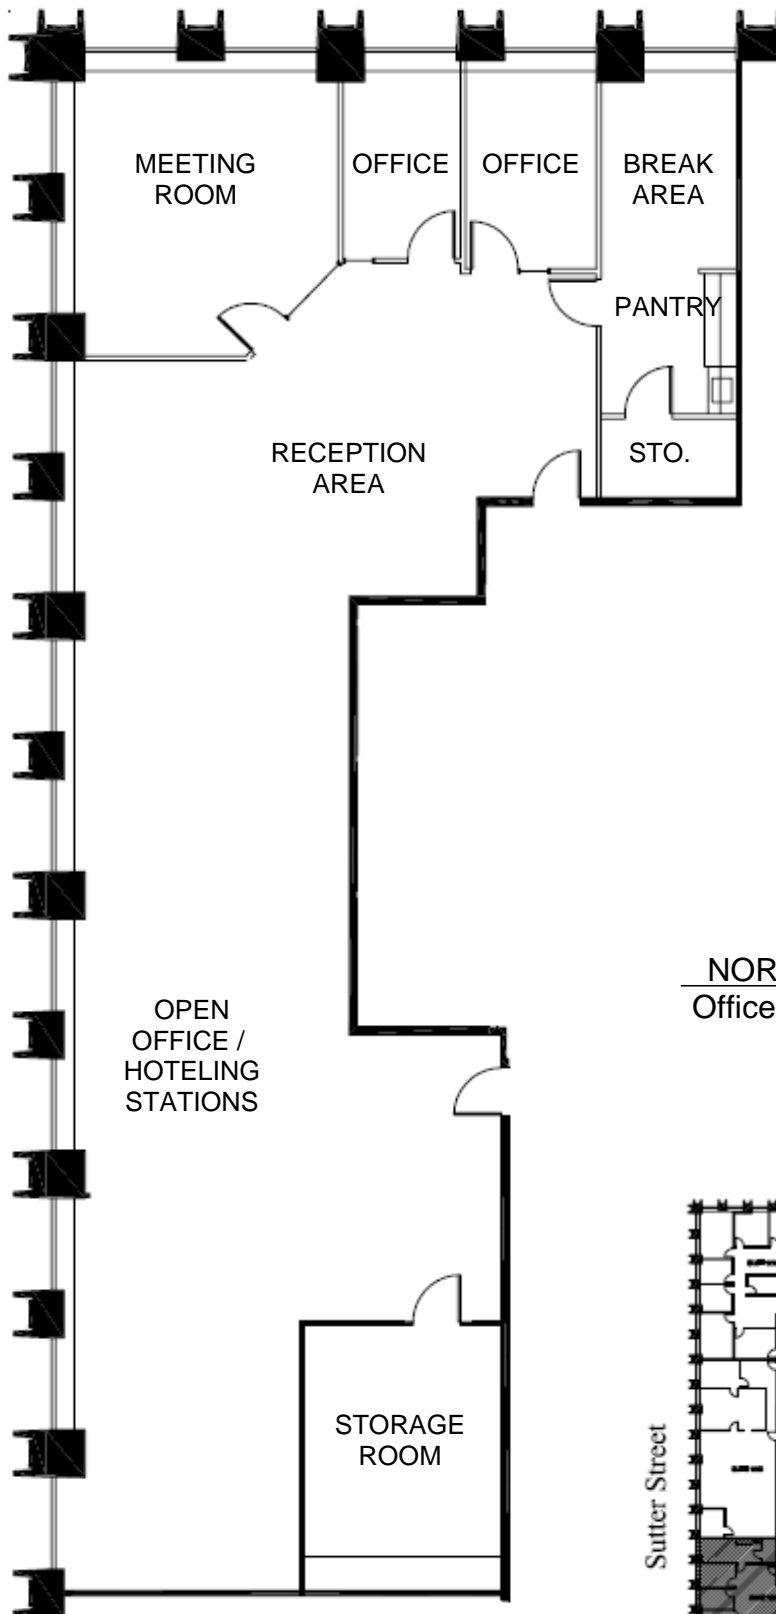 MEETING
ROOM
OFFICE
OFFICE
BREAK
AREA
PANTRY
RECEPTION
AREA
STO.
NOR
Office
OPEN
OFFICE /
HOTELING
STATIONS
STORAGE
ROOM
Sutter Street